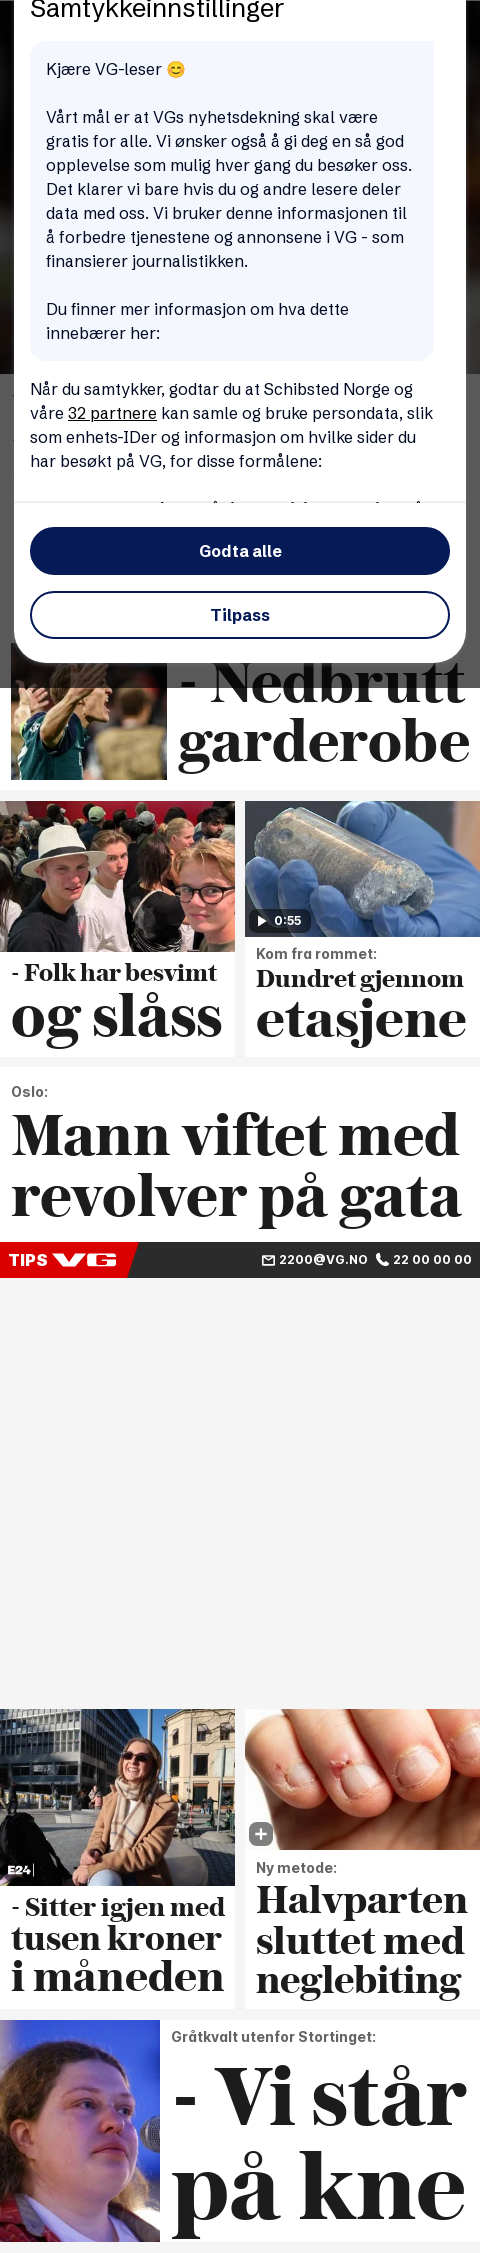 Samtykkeinnstillinger
Kjære VG-leser 😊
Vårt mål er at VGs nyhetsdekning skal være
gratis for alle. Vi ønsker også å gi deg en så god
opplevelse som mulig hver gang du besøker oss.
Det klarer vi bare hvis du og andre lesere deler
data med oss. Vi bruker denne informasjonen til
å forbedre tjenestene og annonsene i VG - som
finansierer journalistikken.
Du finner mer informasjon om hva dette
innebærer her:
Når du samtykker, godtar du at Schibsted Norge og
våre 32 partnere kan samle og bruke persondata, slik
som enhets-IDer og informasjon om hvilke sider du
har besøkt på VG, for disse formålene:
Godta alle
Tilpass
- Nedbrutt
garderobe
- Folk har besvimt
og slåss
0:55
Kom fra rommet:
Dundret gjennom
etasjene
Oslo:
Mann viftet med
revolver på gata
TIPS VG 2200@VG.NO 22 00 00 00
E24
- Sitter igjen med
tusen kroner
i måneden
Ny metode:
Halvparten
sluttet med
neglebiting
Gråtkvalt utenfor Stortinget:
- Vi står
på kne